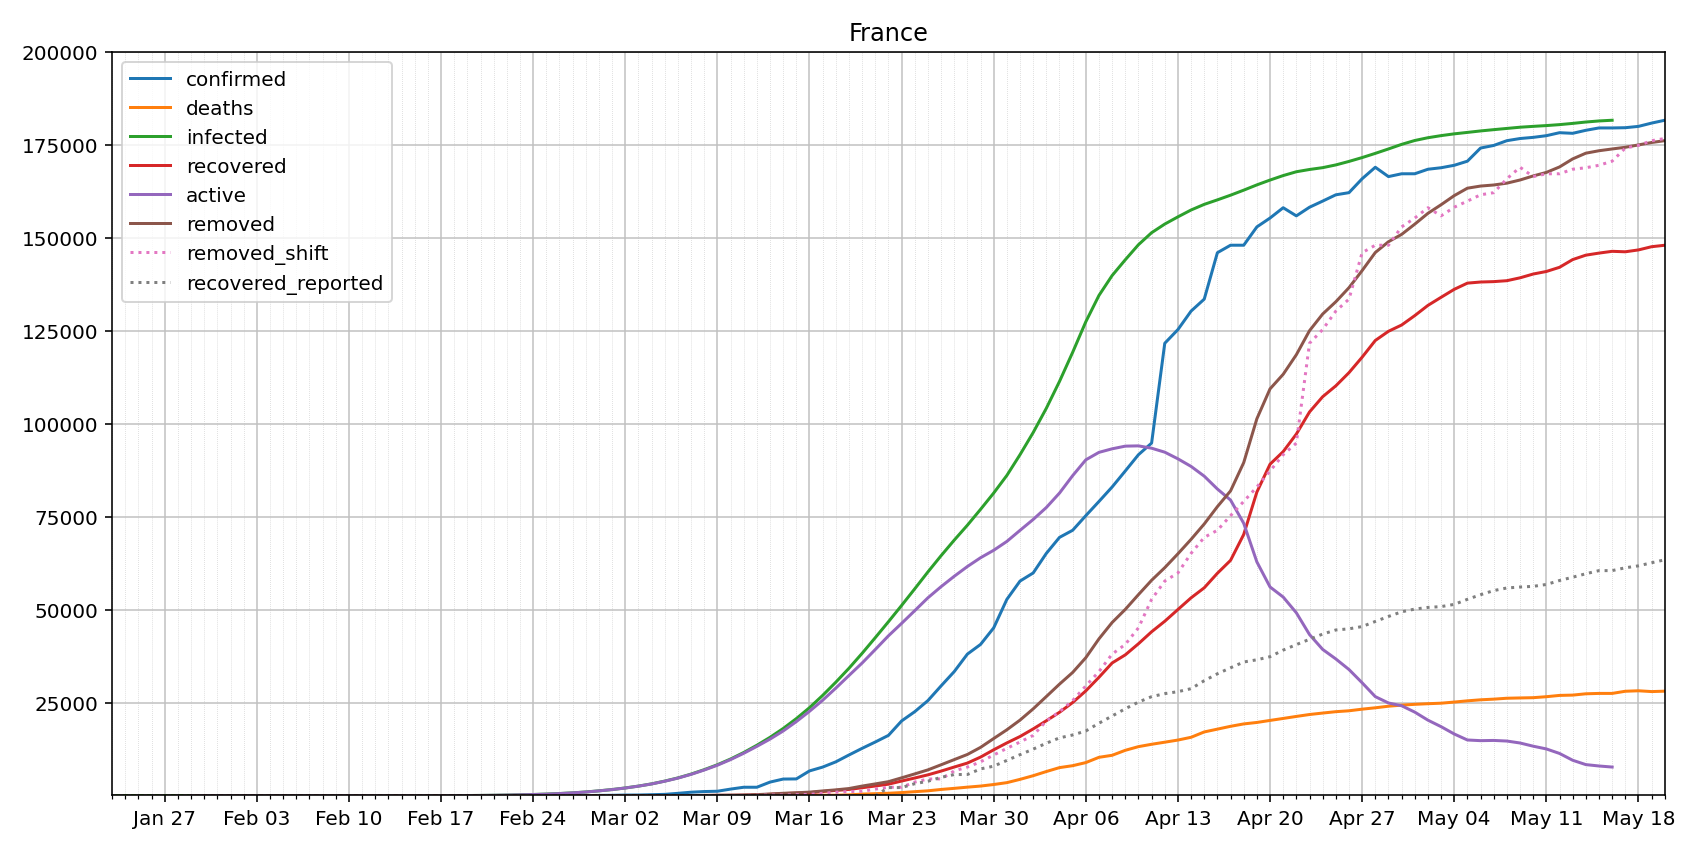 France
200000
175000
150000
125000
100000
75000
50000
25000
confirmed
deaths
infected
recovered
active
removed
removed_shift
recovered_reported
Jan 27 Feb 03 Feb 10 Feb 17 Feb 24 Mar 02 Mar 09 Mar 16 Mar 23 Mar 30 Apr 06 Apr 13 Apr 20 Apr 27 May 04 May 11 May 18